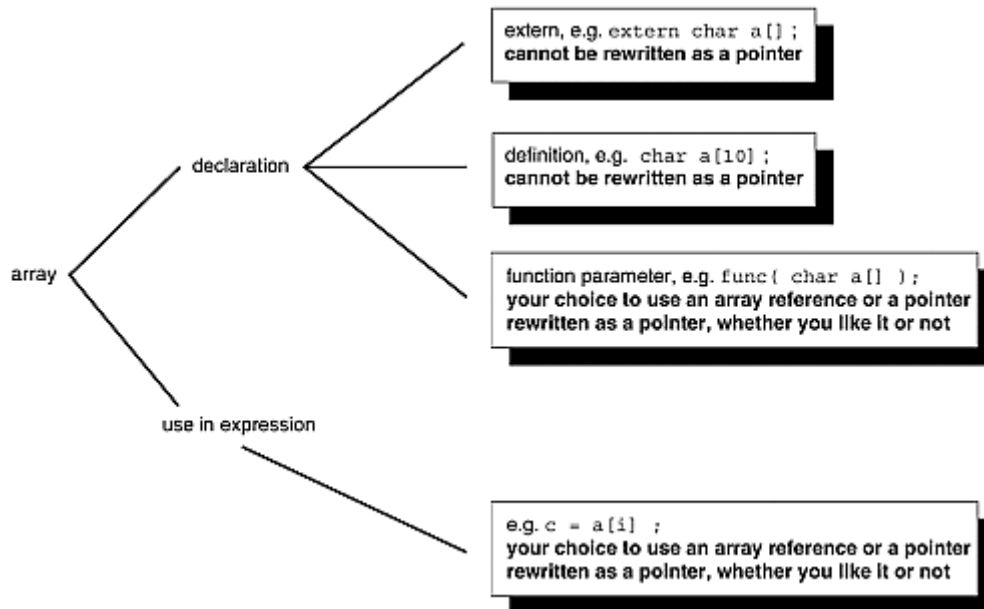 extern, e.g. extern char a[] ;
cannot be rewritten as a pointer
definition, e.g. char a[10] ;
cannot be rewritten as a pointer
declaration
array
function parameter, e.g. func( char a[] );
your choice to use an array reference or a pointer
rewritten as a pointer, whether you like it or not
use in expression
e.g. c = a[i] ;
your choice to use an array reference or a pointer
rewritten as a pointer, whether you like it or not